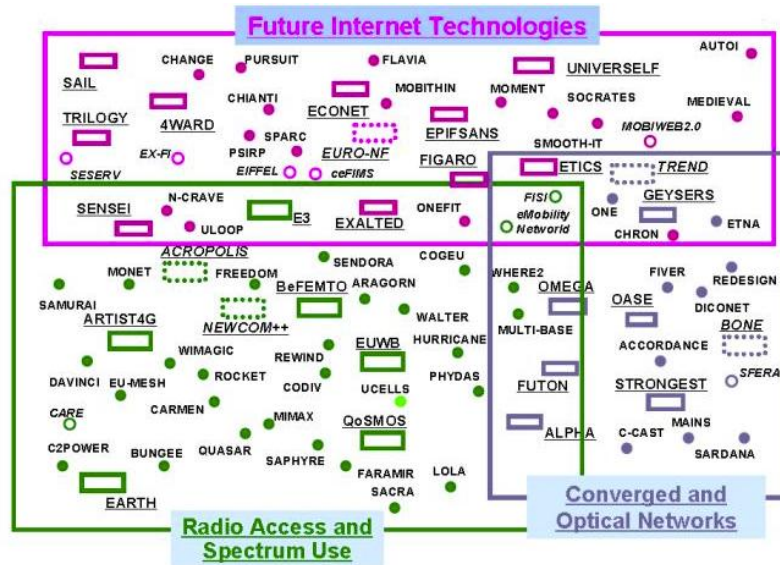 Future Internet Technologies
AUTOI
CHANGE
PURSUIT
FLAVIA
UNIVERSELF
SAIL
CHIANTI
ECONET
MOBITHIN
MOMENT
SOCRATES
MEDIEVAL
TRILOGY
4WARD
SPARC
EPIFSANS
MOBIWEB2.0
PSIRP
EURO-NF
SMOOTH-IT
SESERV
EX-FI
EIFFEL
ceFIMS
FIGARO
ETICS
TREND
N-CRAVE
FISI
GEYSERS
SENSEI
E3
ONEFIT
eMobility
ONE
ULOOP
EXALTED
Networld
CHRON
ETNA
ACROPOLIS
SENDORA
COGEU
MONET
FREEDOM
WHERE2
FIVER
REDESIGN
SAMURAI
BeFEMTO
ARAGORN
OMEGA
OASE
DICONET
ARTIST4G
NEWCOM++
WALTER
MULTI-BASE
BONE
REWIND
EUWB
HURRICANE
ACCORDANCE
WIMAGIC
DAVINCI
EU-MESH
ROCKET
CODIV
UCELLS
PHYDAS
FUTON
STRONGEST
SFERA
CARE
CARMEN
MIMAX
QoSMOS
ALPHA
C-CAST
MAINS
C2POWER
BUNGEE
QUASAR
SAPHYRE
SARDANA
FARAMIR
LOLA
EARTH
SACRA
Converged and
Optical Networks
Radio Access and
Spectrum Use